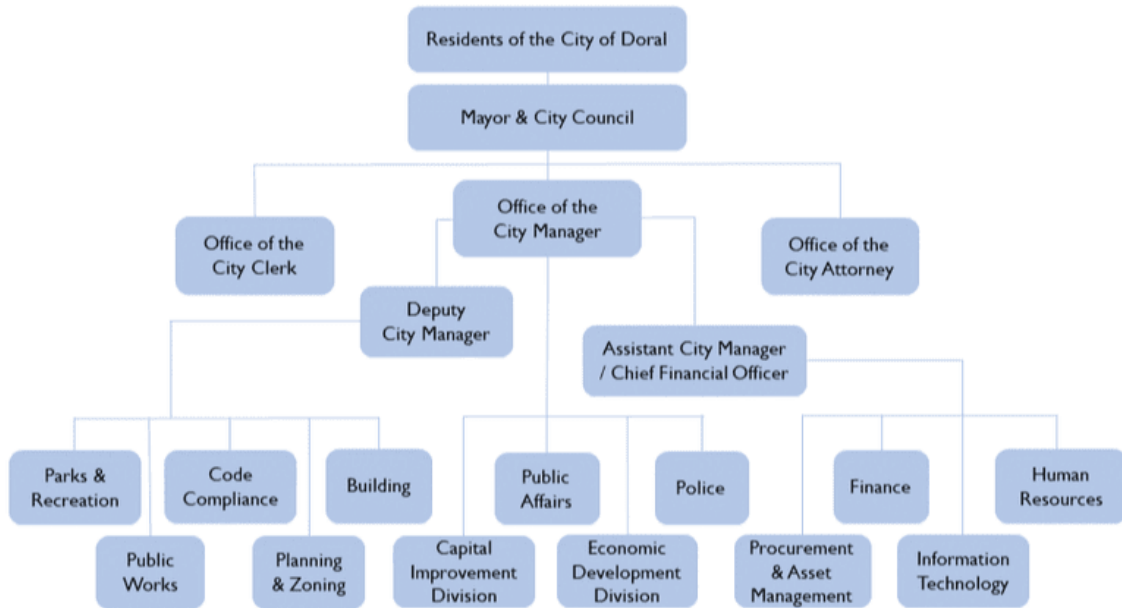 Residents of the City of Doral
Mayor & City Council
Office of the
City Manager
Office of the
City Clerk
Office of the
City Attorney
Deputy
City Manager
Assistant City Manager
/ Chief Financial Officer
Parks &
Recreation
Code
Compliance
Building
Public
Affairs
Police
Finance
Human
Resources
Public
Works
Planning
& Zoning
Capital
Improvement
Division
Economic
Development
Division
Procurement
& Asset
Management
Information
Technology